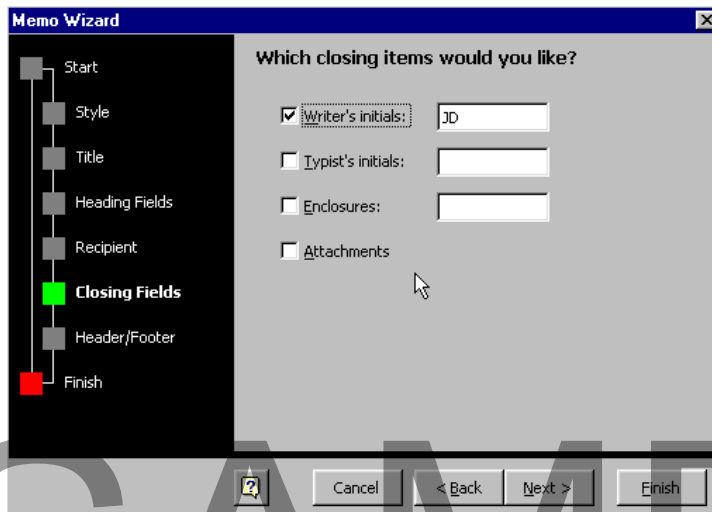 Memo Wizard
Start
Style
Title
Heading Fields
Recipient
Closing Fields
Header/Footer
Finish
Which closing items would you like?
Writer's initials: JD
Typist's initials:
Enclosures:
Attachments
? Cancel < Back Next > Finish